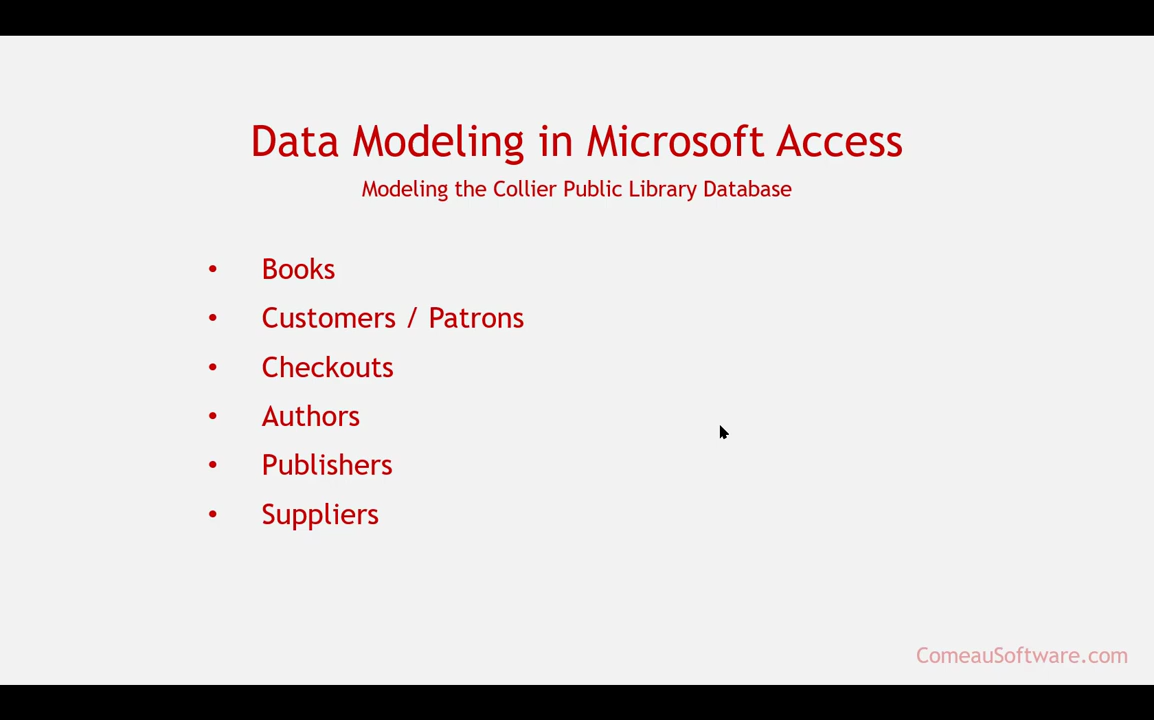 Data Modeling in Microsoft Access
Modeling the Collier Public Library Database
• Books
• Customers / Patrons
• Checkouts
• Authors
• Publishers
• Suppliers
ComeauSoftware.com